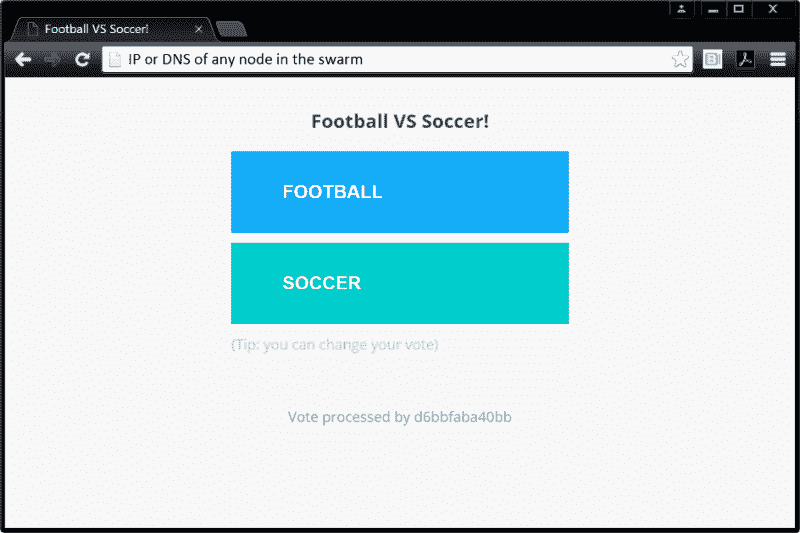 Football VS Soccer!
IP or DNS of any node in the swarm
Football VS Soccer!
FOOTBALL
SOCCER
(Tip: you can change your vote)
Vote processed by d6bbfaba40bb